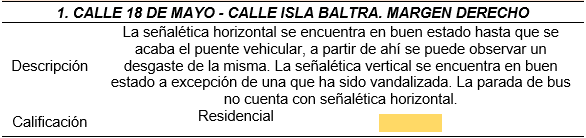 1. CALLE 18 DE MAYO - CALLE ISLA BALTRA. MARGEN DERECHO
La señalética horizontal se encuentra en buen estado hasta que se
acaba el puente vehicular, a partir de ahí se puede observar un
Descripción desgaste de la misma. La señalética vertical se encuentra en buen
estado a excepción de una que ha sido vandalizada. La parada de bus
no cuenta con señalética horizontal.
Calificación Residencial